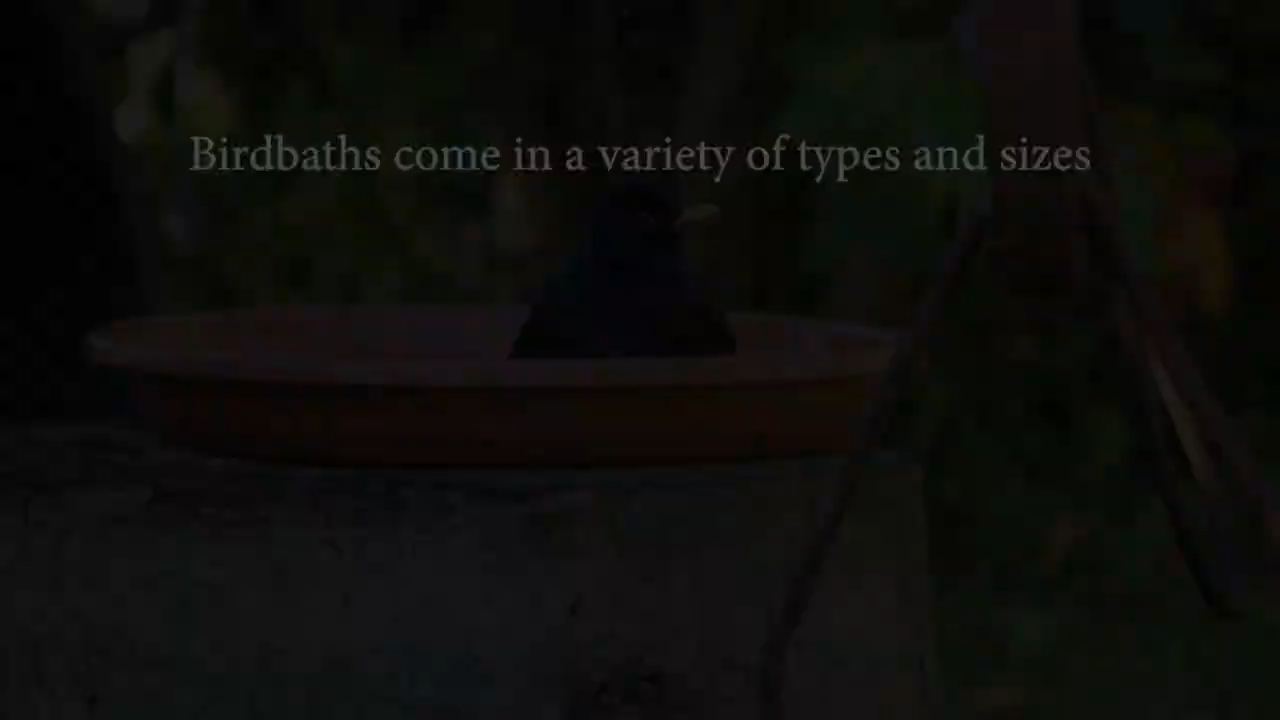 Birdbaths come in a variety of types and sizes